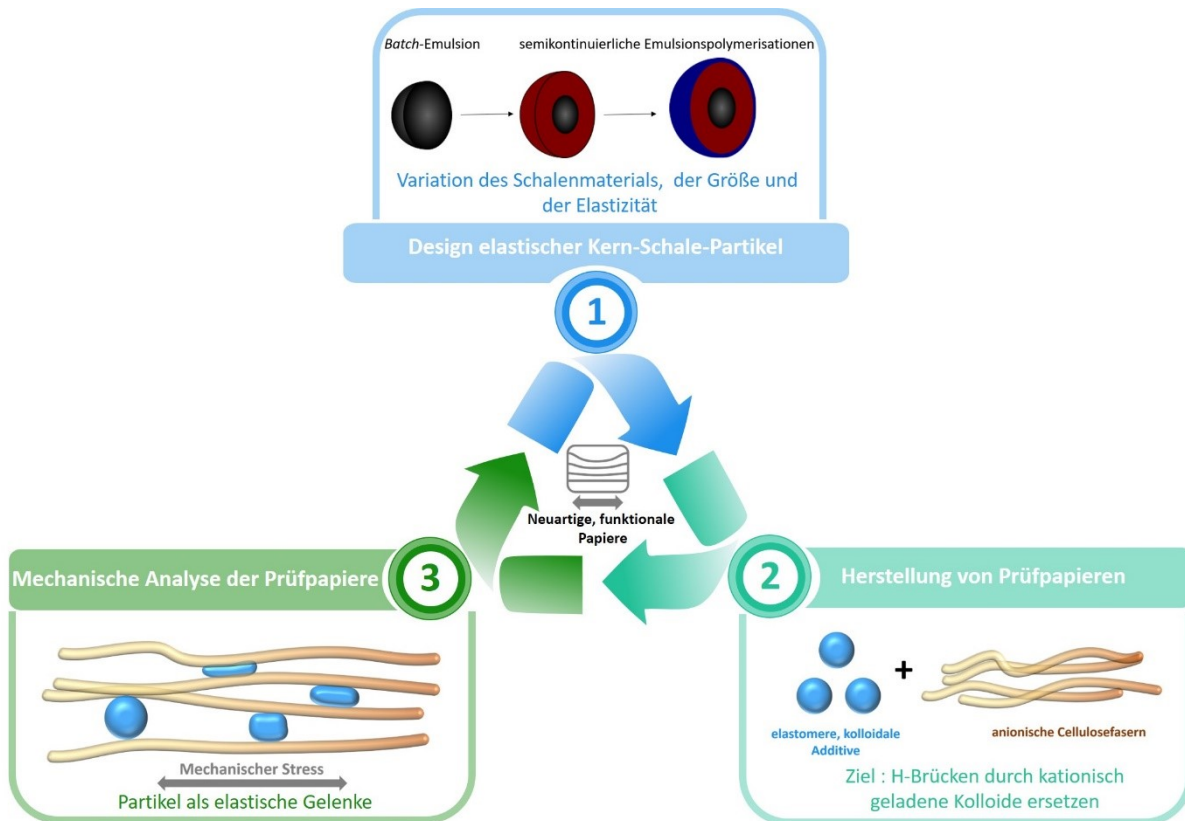 Batch-Emulsion
semikontinuierliche Emulsionspolymerisationen
Variation des Schalenmaterials, der Größe und
der Elastizität
Design elastischer Kern-Schale-Partikel
1
Neuartige, funktionale
Papiere
Mechanische Analyse der Prüfpapiere
3
Mechanischer Stress
Partikel als elastische Gelenke
2
Herstellung von Prüfpapieren
+
elastomere, kolloidale
Additive
anionische Cellulosefasern
Ziel : H-Brücken durch kationisch
geladene Kolloide ersetzen